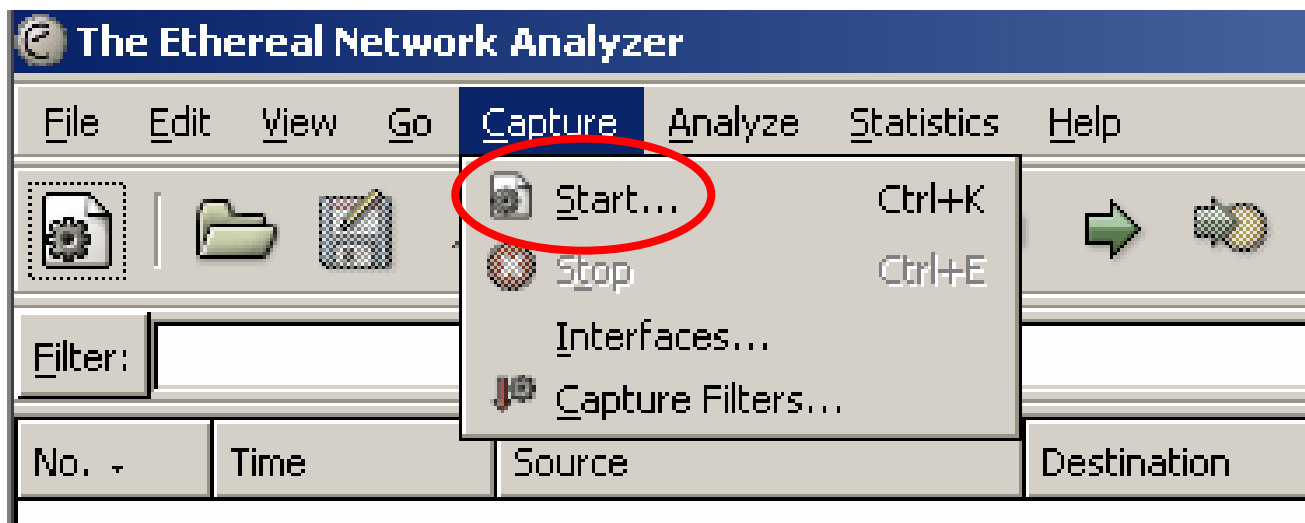 The Ethereal Network Analyzer
File Edit View Go Capture Analyze Statistics Help
Start... Ctrl+K
Stop Ctrl+E
Interfaces...
Filter:
Capture Filters...
No. Time Source Destination